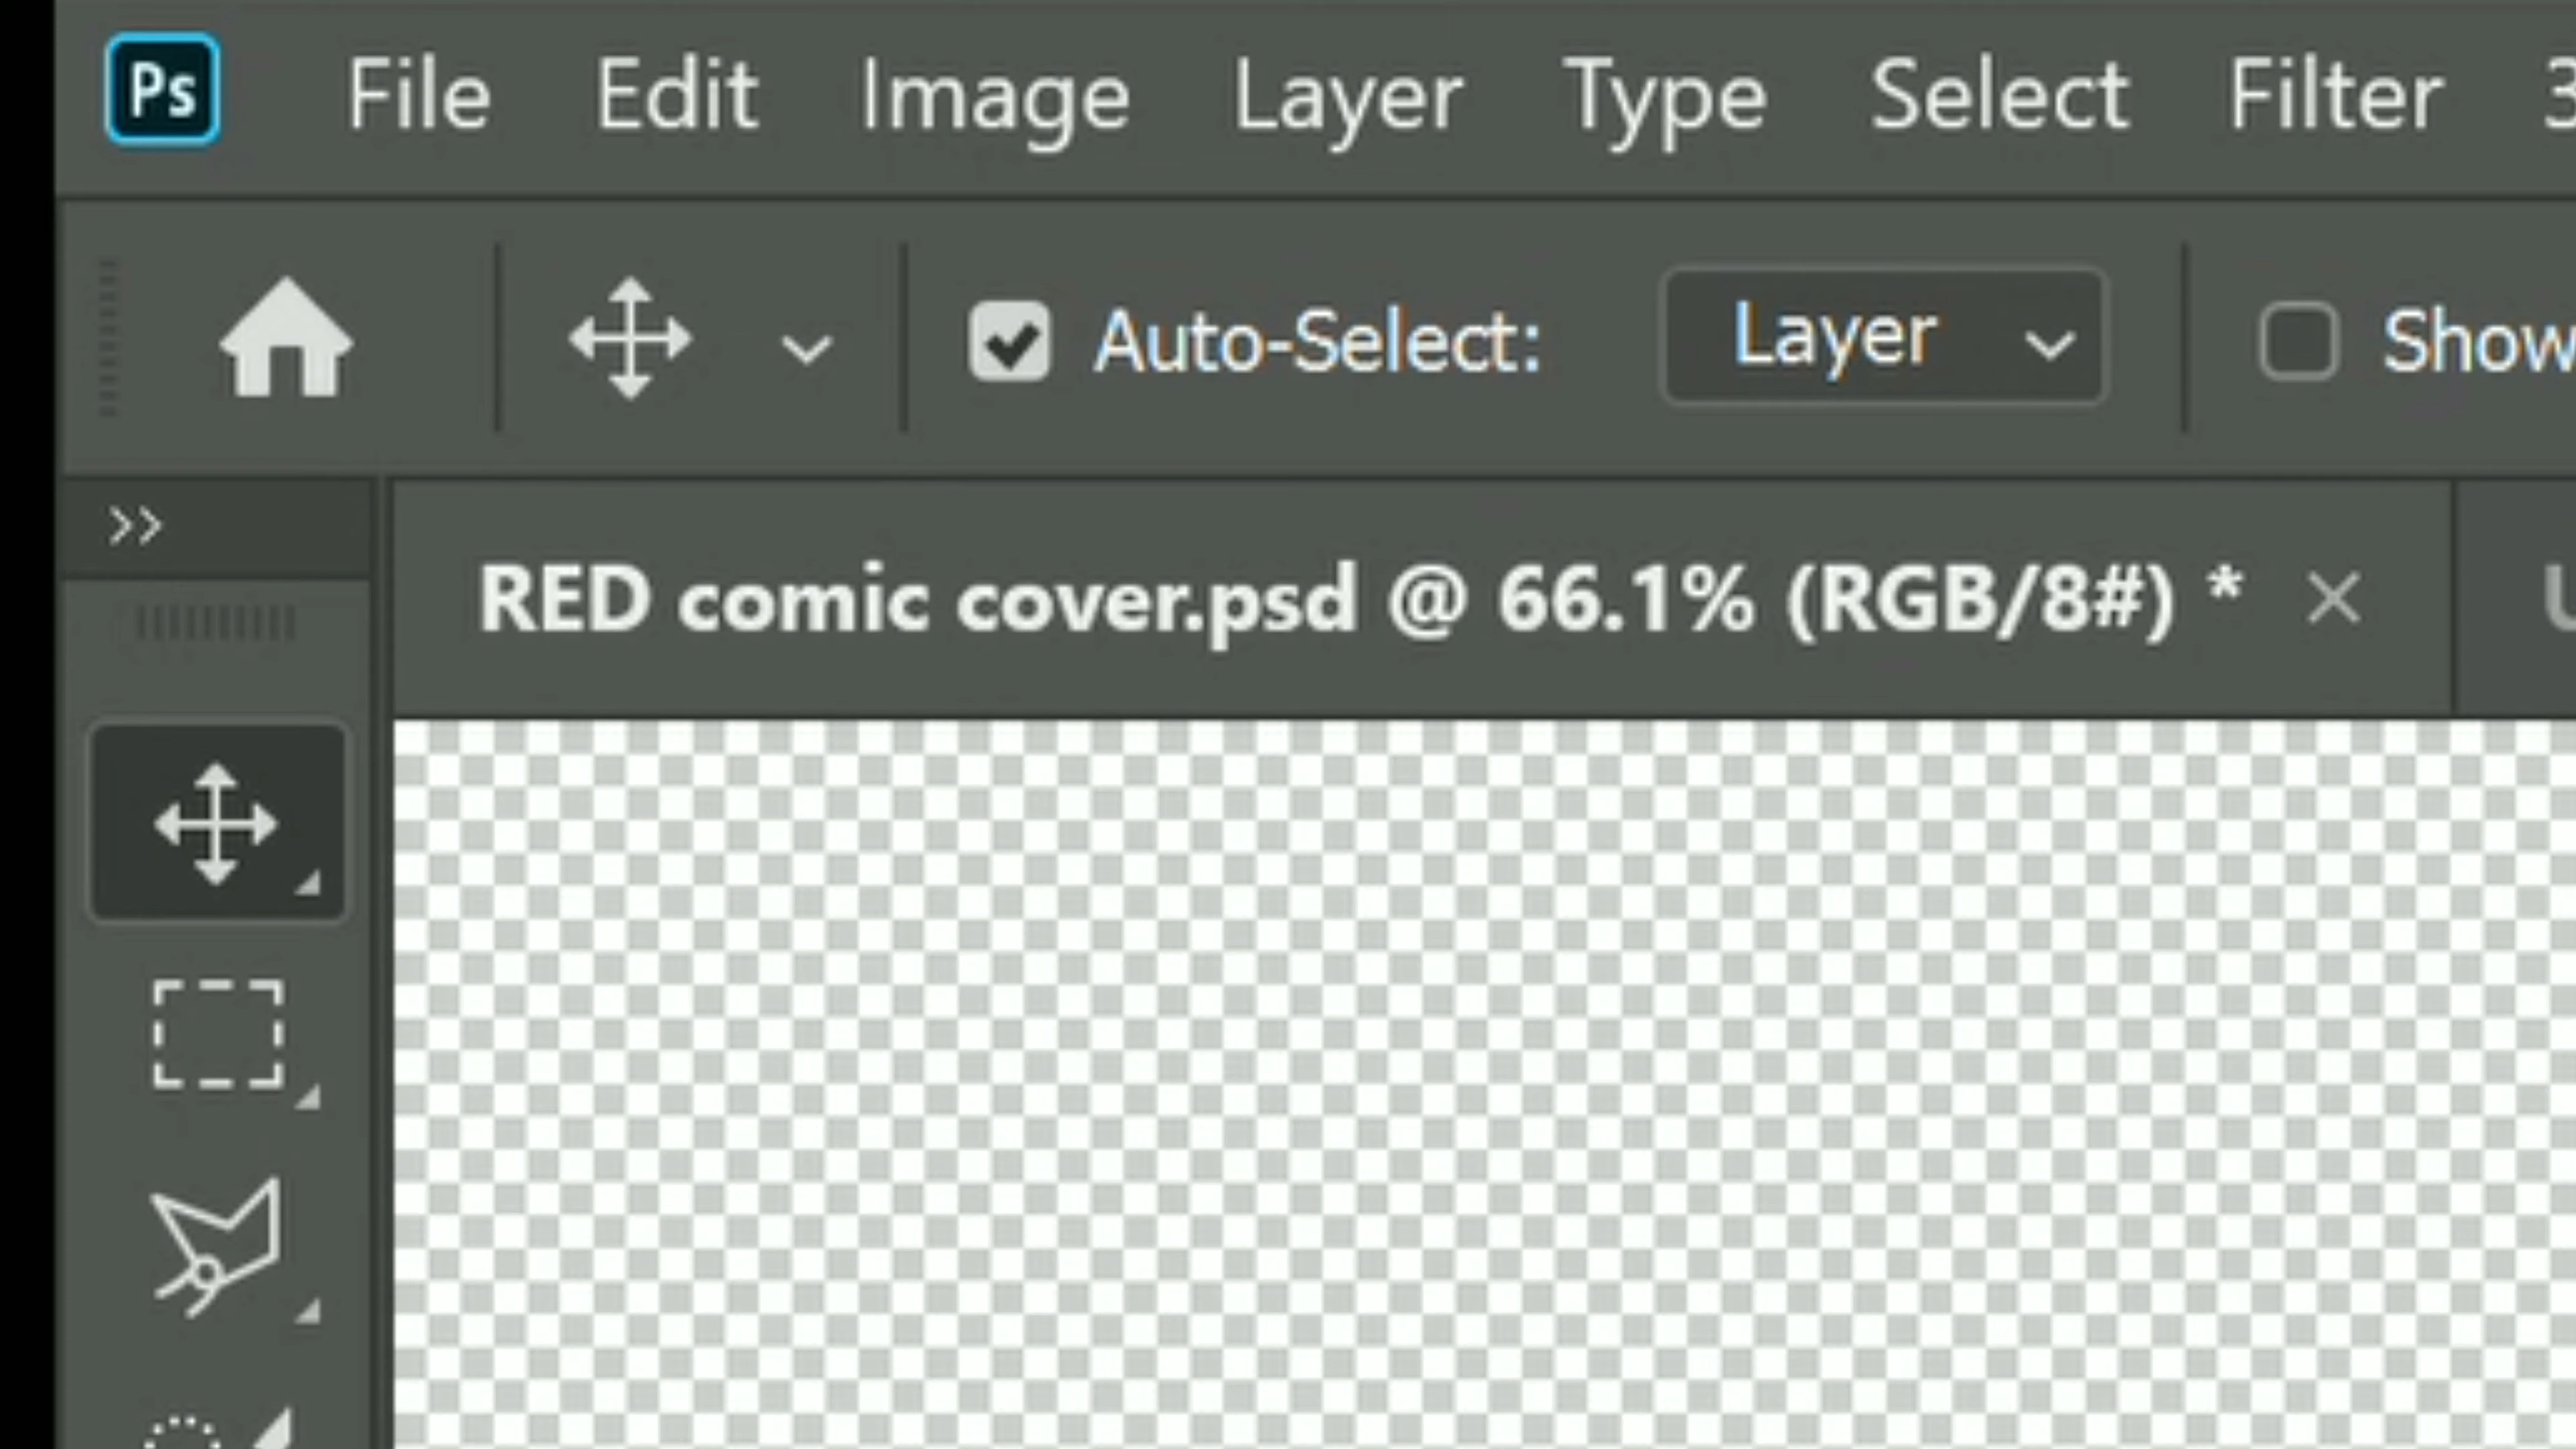 Ps File Edit Image Layer Type Select Filter
Auto-Select: Layer Show
RED comic cover.psd @ 66.1% (RGB/8#) *